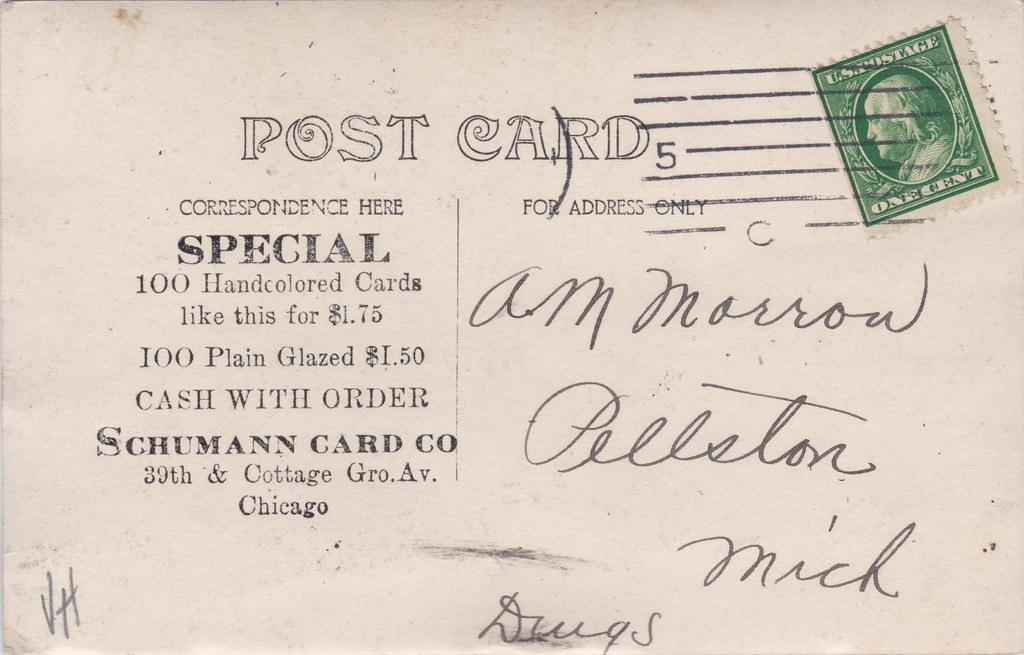 POST CARD
U.S. POSTAGE
ONE CENT
5
C
CORRESPONDENCE HERE
FOR ADDRESS ONLY
SPECIAL
100 Handcolored Cards
like this for $1.75
100 Plain Glazed $1.50
CASH WITH ORDER
SCHUMANN CARD CO
39th & Cottage Gro.Av.
Chicago
A M Morrow
Pellston
Mich
Drugs
VH